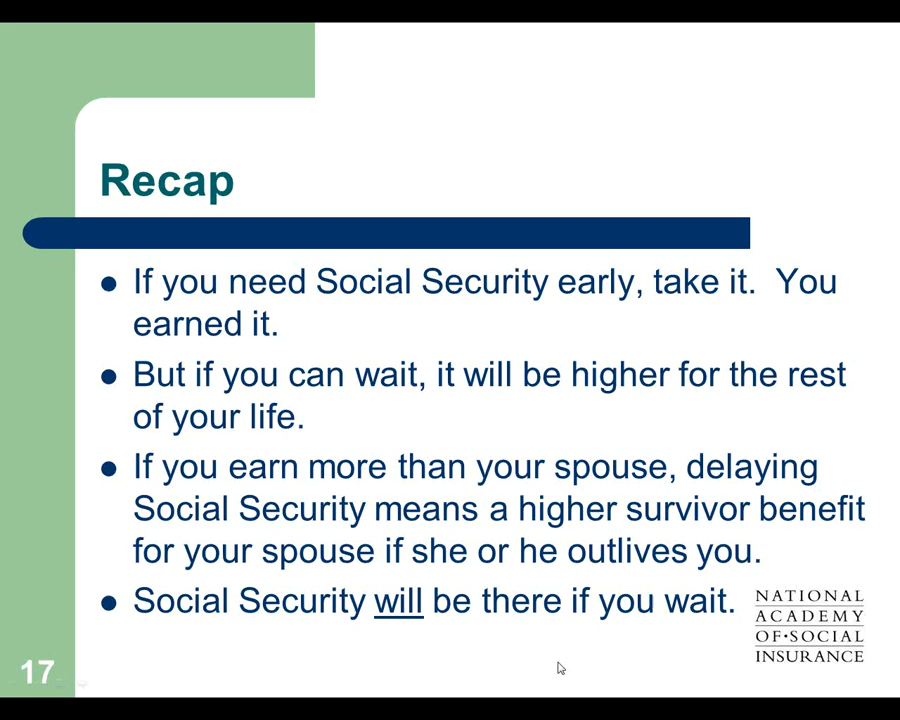 Recap
If you need Social Security early, take it.  You
earned it.
But if you can wait, it will be higher for the rest
of your life.
If you earn more than your spouse, delaying
Social Security means a higher survivor benefit
for your spouse if she or he outlives you.
Social Security will be there if you wait.
NATIONAL
ACADEMY
OF·SOCIAL
INSURANCE
17